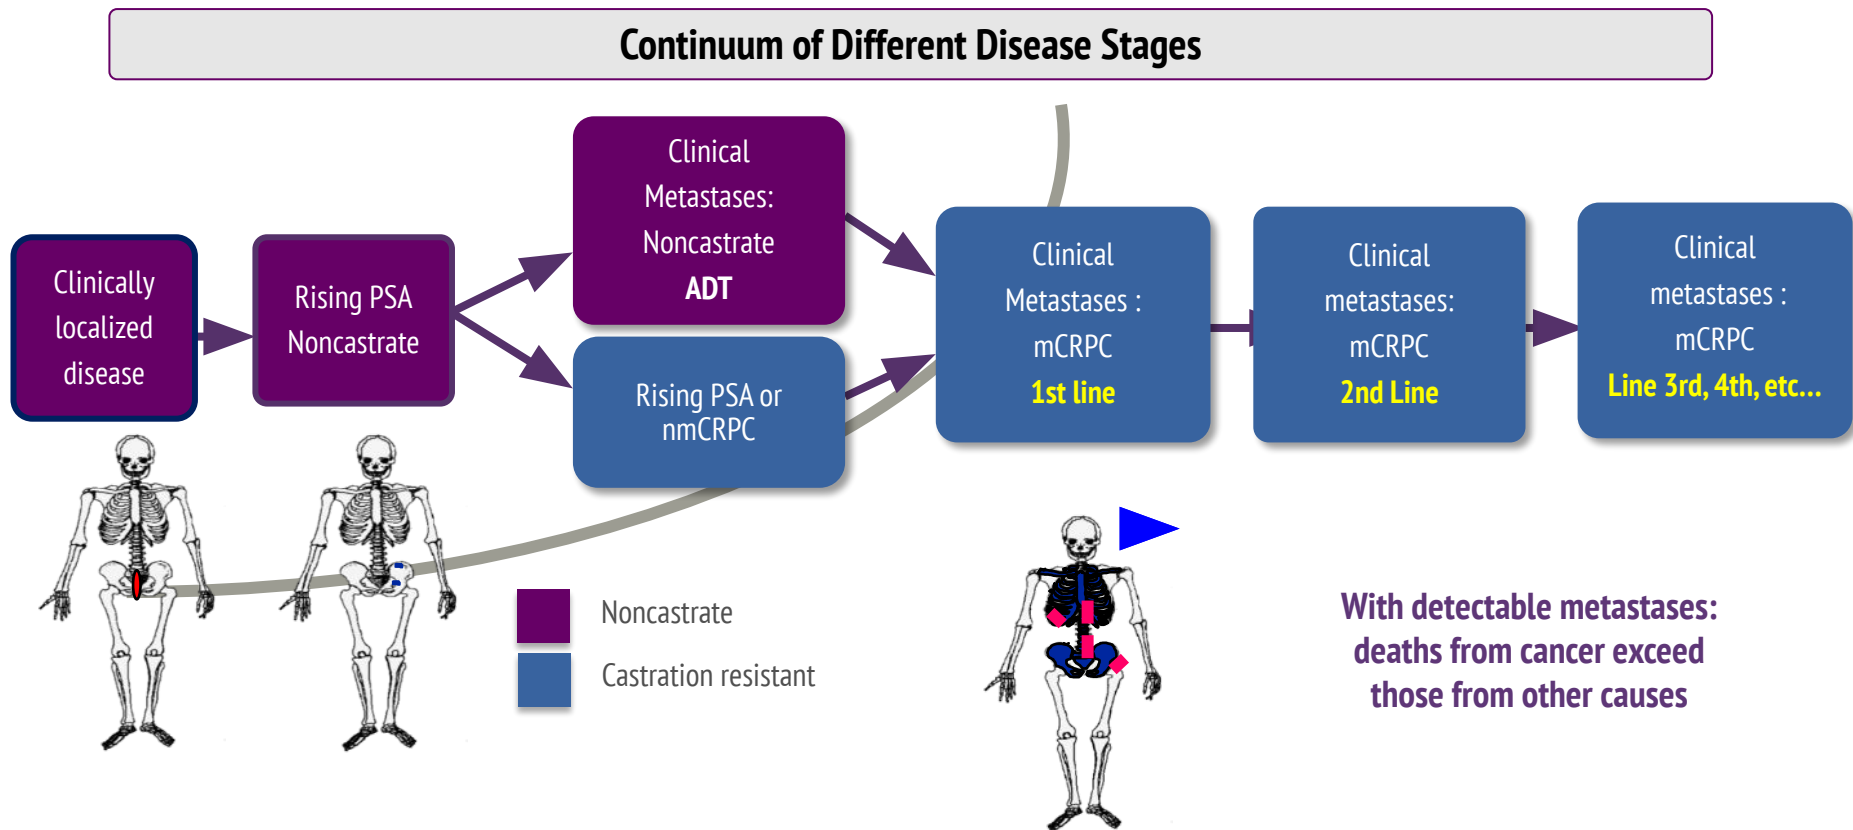 Continuum of Different Disease Stages
Clinically
localized
disease
Rising PSA
Noncastrate
Clinical
Metastases:
Noncastrate
ADT
Rising PSA or
nmCRPC
Clinical
Metastases :
mCRPC
1st line
Clinical
metastases:
mCRPC
2nd Line
Clinical
metastases :
mCRPC
Line 3rd, 4th, etc...
Noncastrate
Castration resistant
With detectable metastases:
deaths from cancer exceed
those from other causes